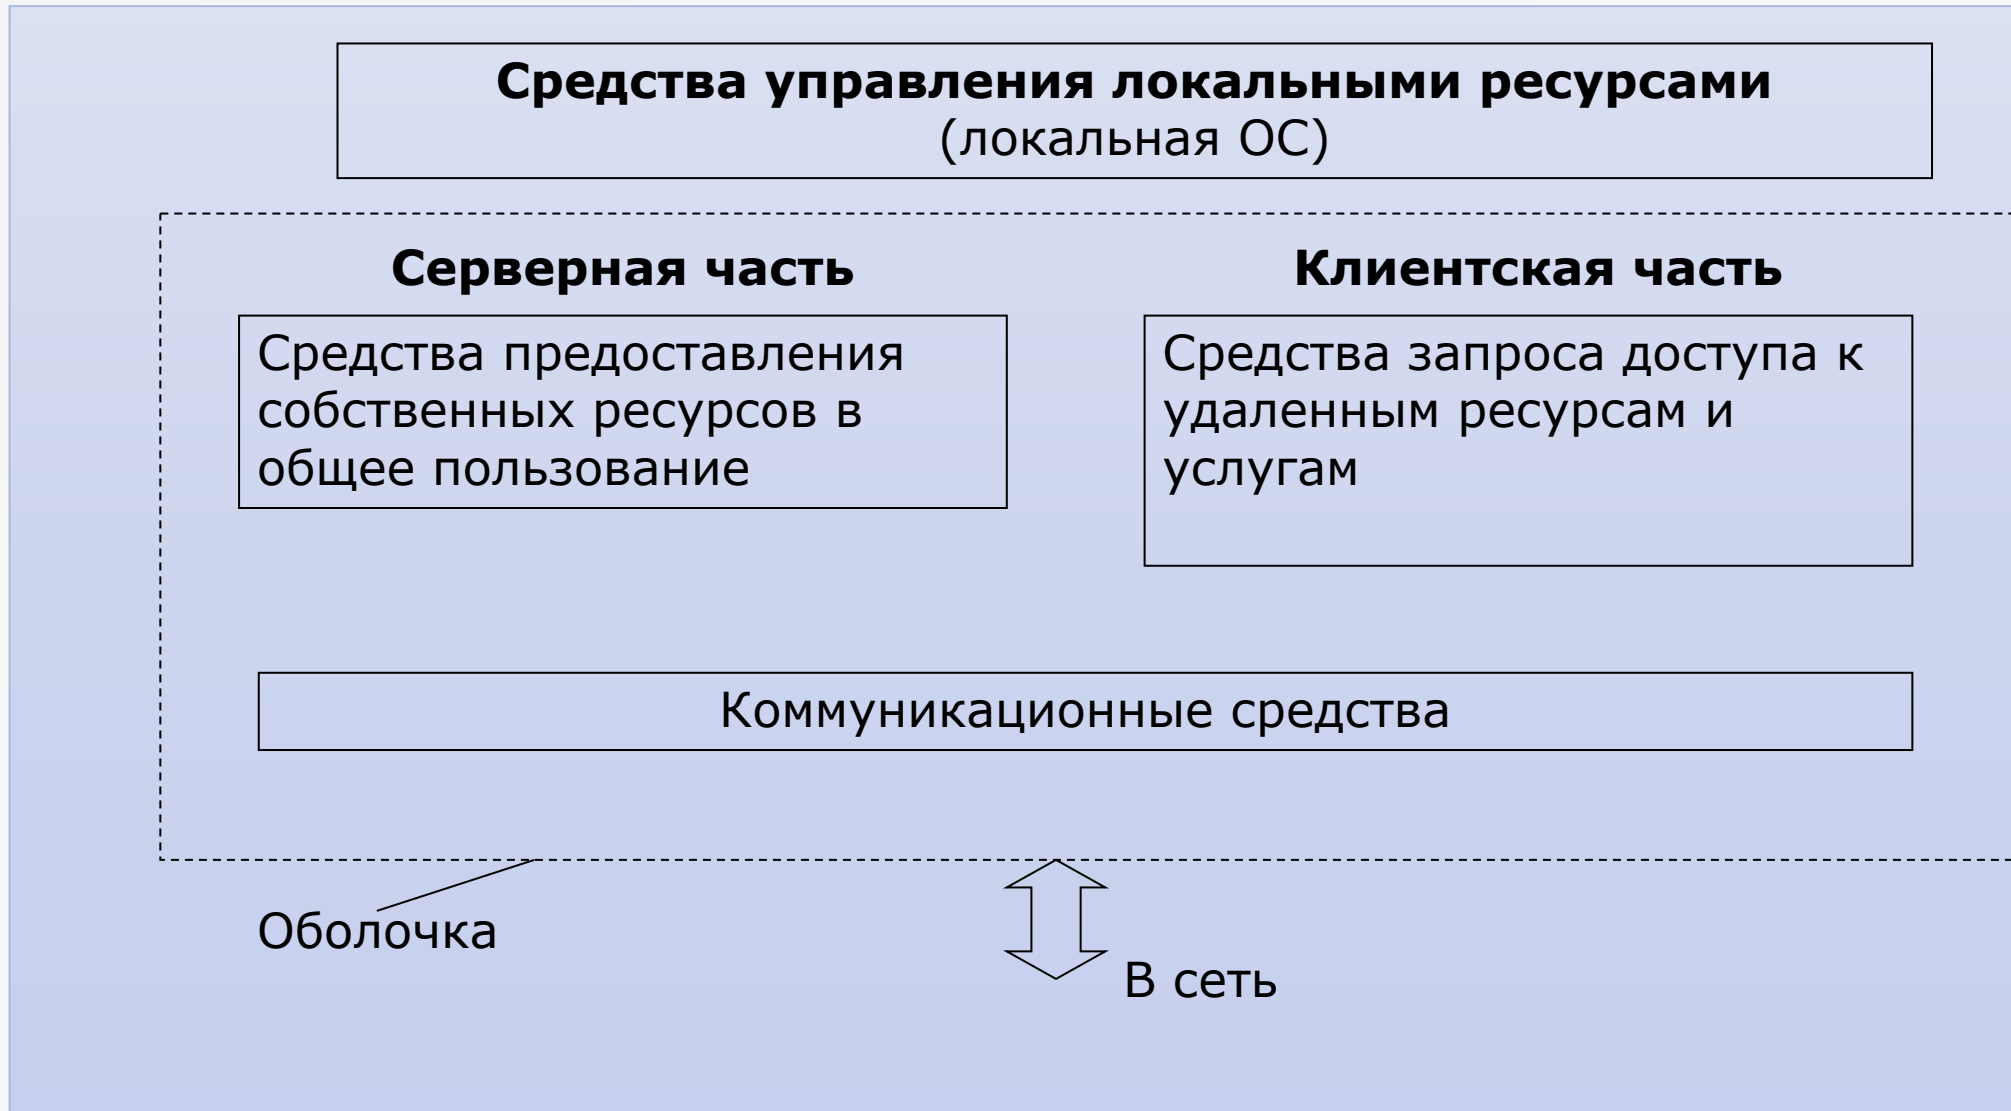 Средства управления локальными ресурсами
(локальная ОС)
Серверная часть
Клиентская часть
Средства предоставления
собственных ресурсов в
общее пользование
Средства запроса доступа к
удаленным ресурсам и
услугам
Коммуникационные средства
Оболочка
В сеть